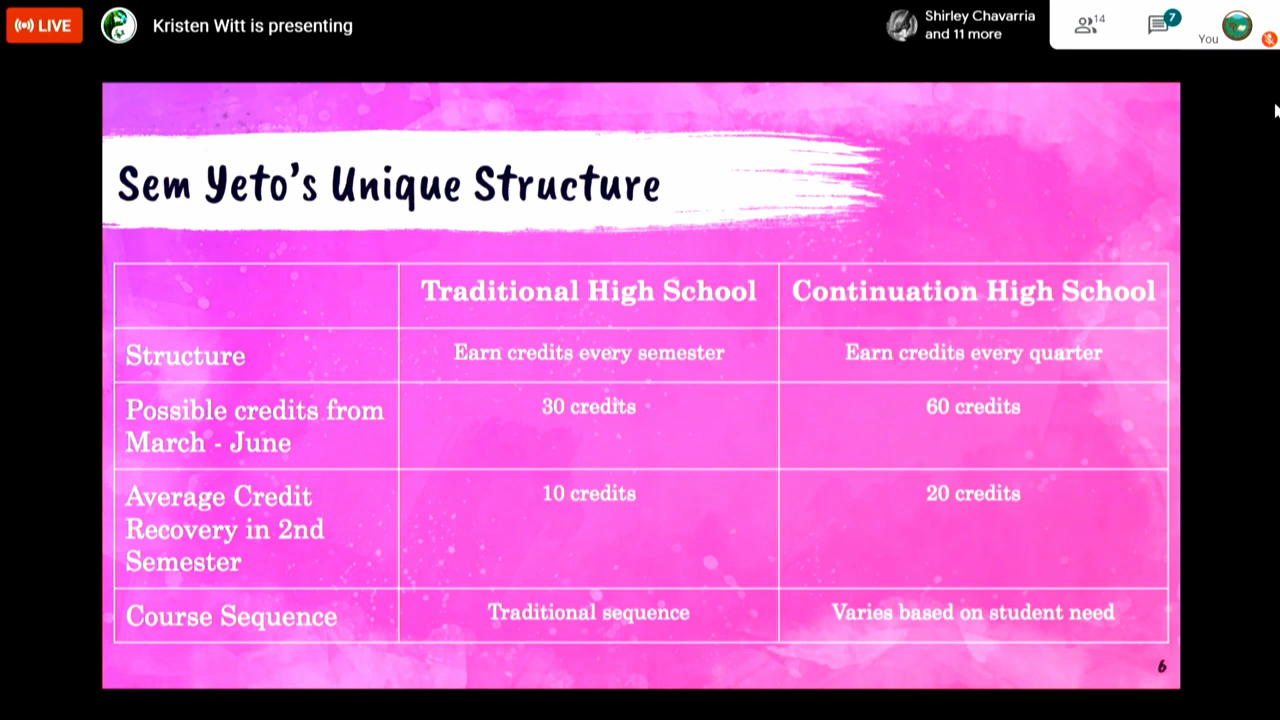 LIVE
Kristen Witt is presenting
Shirley Chavarria
and 11 more
14
7
You
Sem Yeto's Unique Structure
Traditional High School
Continuation High School
Structure
Earn credits every semester
Earn credits every quarter
Possible credits from
March - June
30 credits
60 credits
Average Credit
Recovery in 2nd
Semester
10 credits
20 credits
Course Sequence
Traditional sequence
Varies based on student need
6